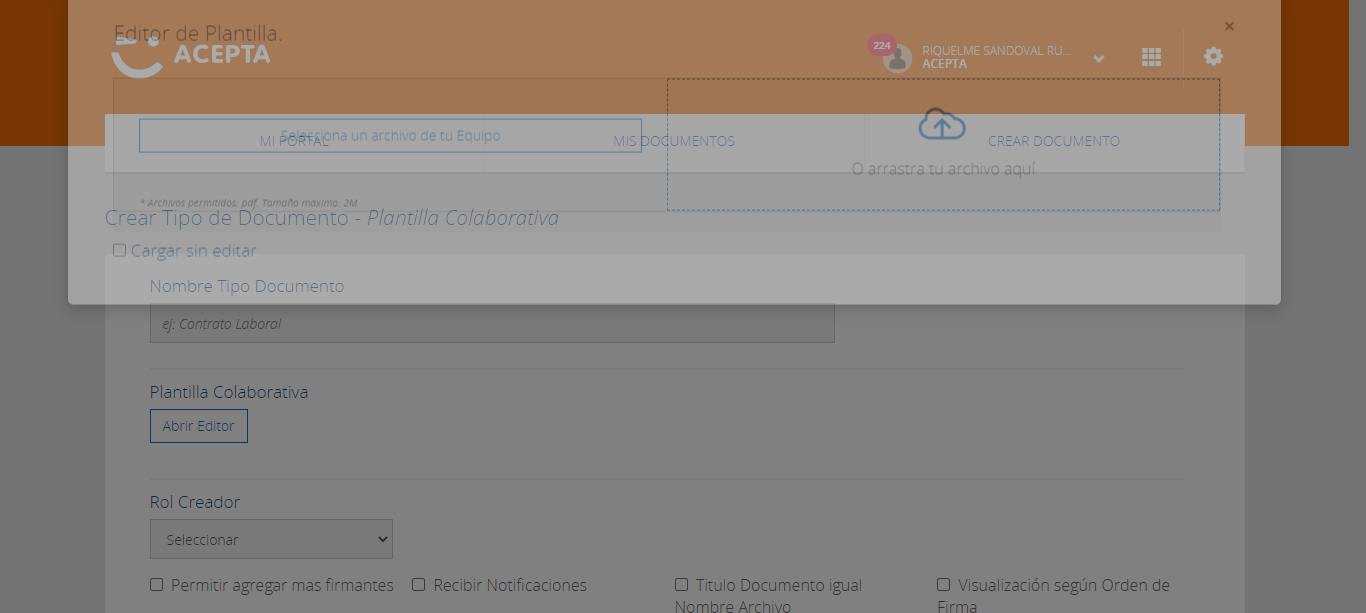 Editor de Plantilla.
×
ACEPTA
224
RIQUELME SANDOVAL RU...
ACEPTA
Selecciona un archivo de tu Equipo
MI PORTAL
MIS DOCUMENTOS
CREAR DOCUMENTO
O arrastra tu archivo aquí
* Archivos permitidos: pdf. Tamaño máximo: 2M
Crear Tipo de Documento - Plantilla Colaborativa
Cargar sin editar
Nombre Tipo Documento
ej: Contrato Laboral
Plantilla Colaborativa
Abrir Editor
Rol Creador
Seleccionar
Permitir agregar mas firmantes
Recibir Notificaciones
Titulo Documento igual
Nombre Archivo
Visualización según Orden de
Firma